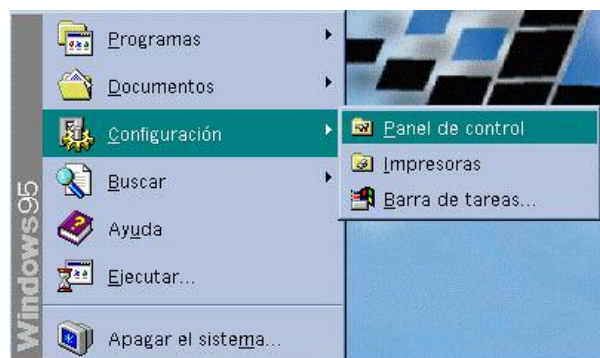 Programas
Documentos
Configuración
Buscar
Ayuda
Ejecutar...
Apagar el sistema...
Panel de control
Impresoras
Barra de tareas...
Windows95